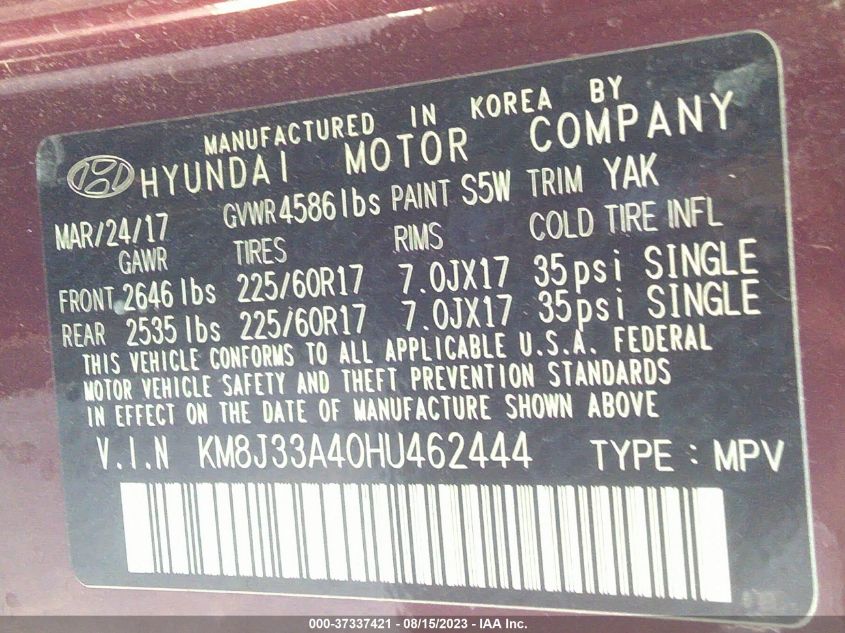 MANUFACTURED IN KOREA BY
HYUNDAI MOTOR COMPANY
MAR/24/17 GVWR 4586 lbs PAINT S5W TRIM YAK
GAWR TIRES RIMS COLD TIRE INFL
FRONT 2646 lbs 225/60R17 7.0JX17 35psi SINGLE
REAR 2535 lbs 225/60R17 7.0JX17 35psi SINGLE
THIS VEHICLE CONFORMS TO ALL APPLICABLE U.S.A. FEDERAL
MOTOR VEHICLE SAFETY AND THEFT PREVENTION STANDARDS
IN EFFECT ON THE DATE OF MANUFACTURE SHOWN ABOVE
V.I.N KM8J33A40HU462444 TYPE : MPV
000-37337421 - 08/15/2023 - IAA Inc.